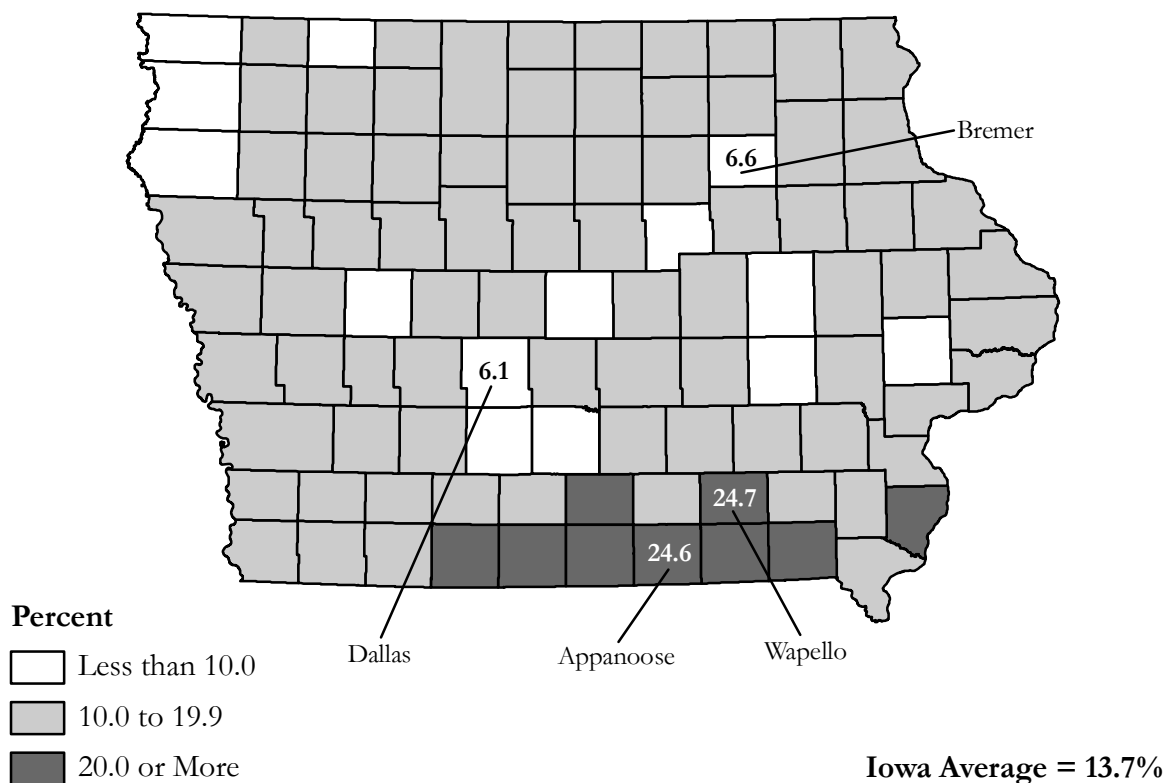 Bremer
6.6
6.1
24.7
24.6
Dallas
Appanoose
Wapello
Percent
Less than 10.0
10.0 to 19.9
20.0 or More
Iowa Average = 13.7%